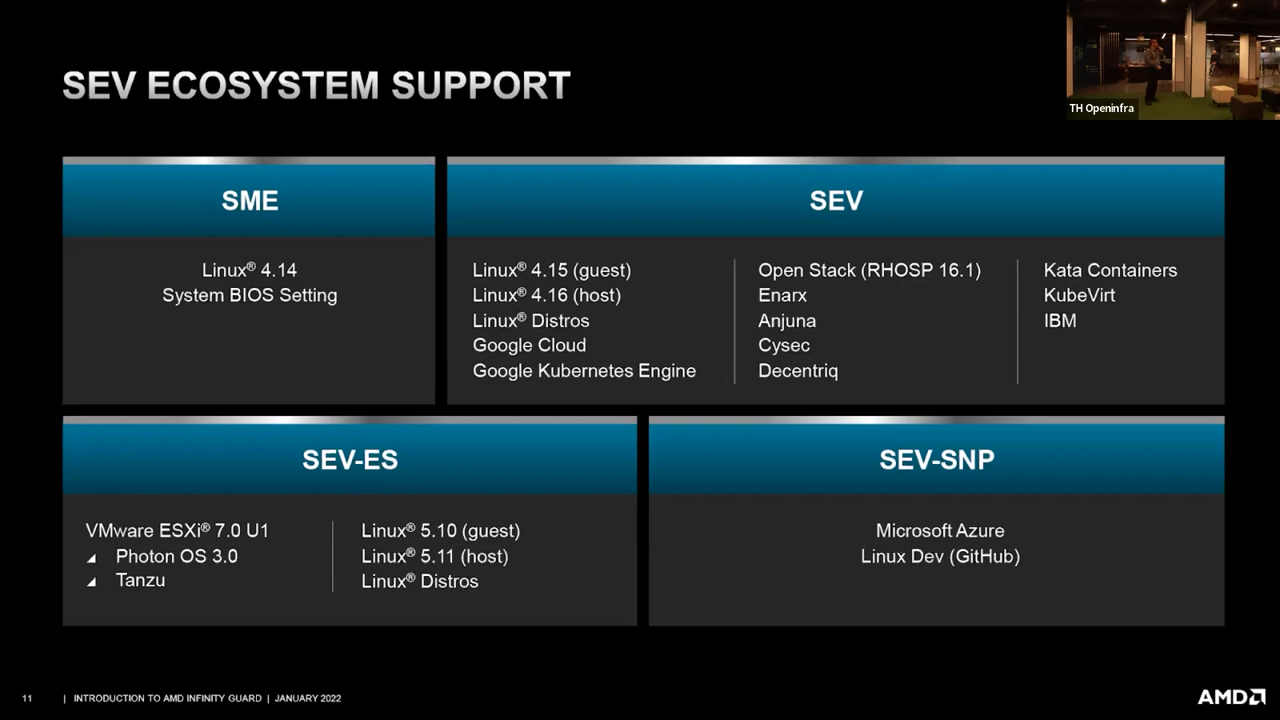 SEV ECOSYSTEM SUPPORT
TH Openinfra
SME
Linux® 4.14
System BIOS Setting
SEV
Linux® 4.15 (guest)
Linux® 4.16 (host)
Linux® Distros
Google Cloud
Google Kubernetes Engine
Open Stack (RHOSP 16.1)
Enarx
Anjuna
Cysec
Decentriq
Kata Containers
KubeVirt
IBM
SEV-ES
VMware ESXi® 7.0 U1
Photon OS 3.0
Tanzu
Linux® 5.10 (guest)
Linux® 5.11 (host)
Linux® Distros
SEV-SNP
Microsoft Azure
Linux Dev (GitHub)
11 | INTRODUCTION TO AMD INFINITY GUARD | JANUARY 2022
AMD